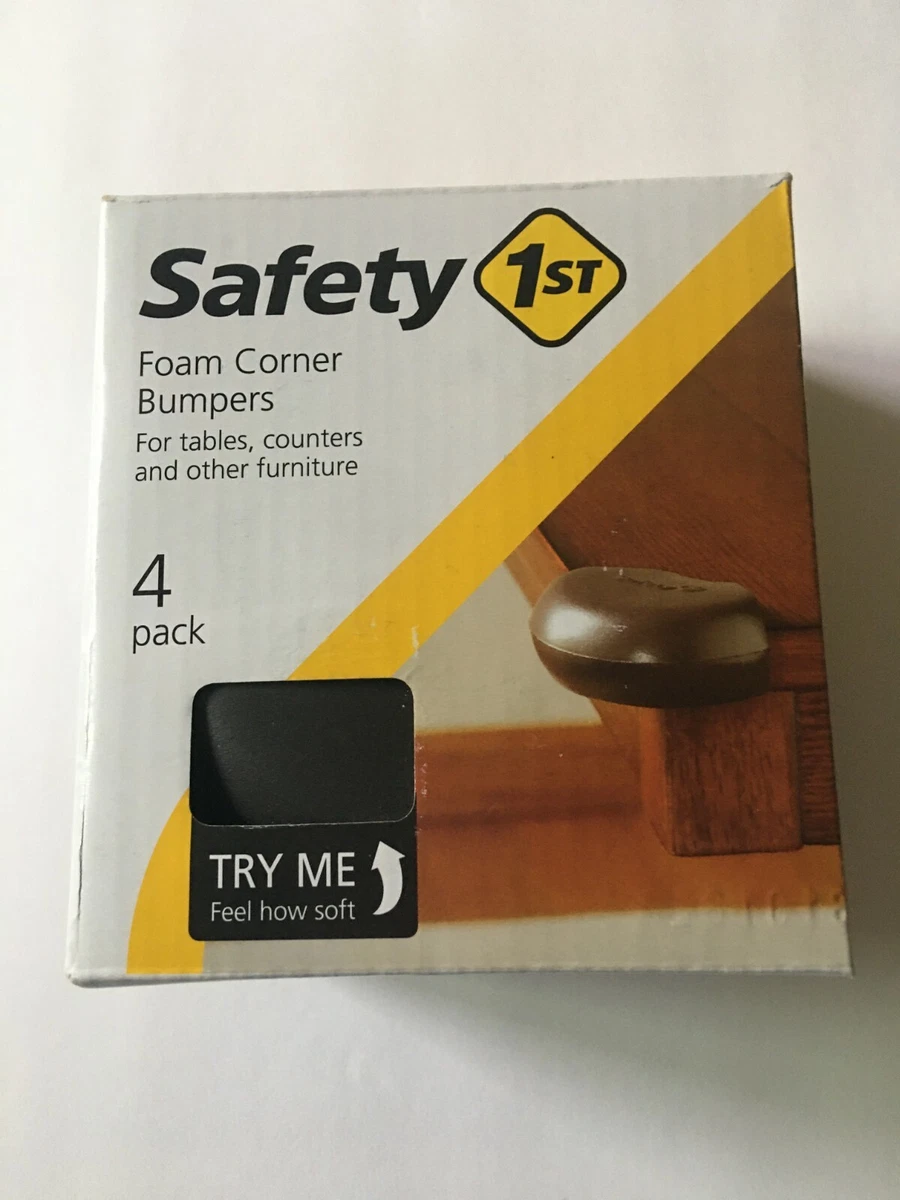 Safety 1ST
Foam Corner
Bumpers
For tables, counters
and other furniture
4
pack
TRY ME
Feel how soft